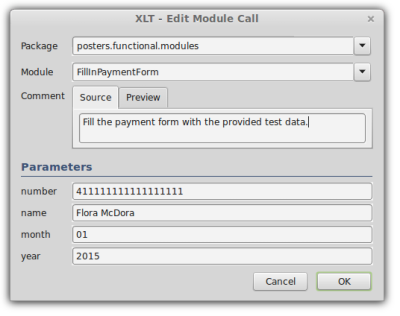 XLT - Edit Module Call
Package posters.functional.modules
Module FillInPaymentForm
Comment Source Preview
Fill the payment form with the provided test data.
Parameters
number 411111111111111111
name Flora McDora
month 01
year 2015
Cancel OK